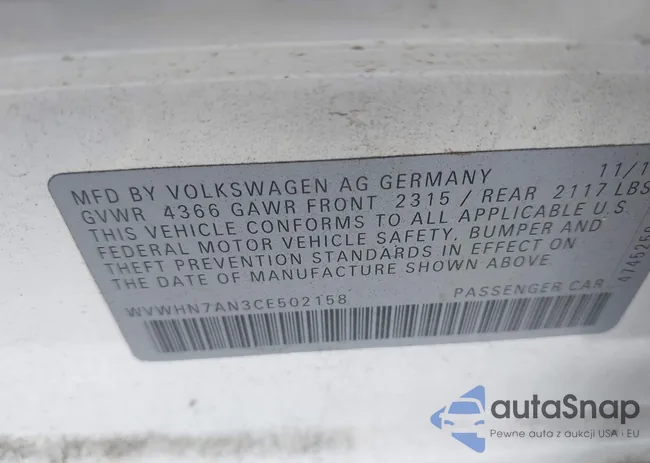 MFD BY VOLKSWAGEN AG GERMANY 11/1
GVWR 4366 GAWR FRONT 2315 / REAR 2117 LBS
THIS VEHICLE CONFORMS TO ALL APPLICABLE U.S.
FEDERAL MOTOR VEHICLE SAFETY, BUMPER AND
THEFT PREVENTION STANDARDS IN EFFECT ON
THE DATE OF MANUFACTURE SHOWN ABOVE
WVWHN7AN3CE502158 PASSENGER CAR
autoSnap
Pewne auta z aukcji USA i EU